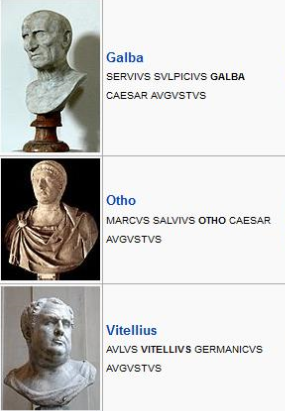 Galba
SERVIVS SVLPICIVS GALBA
CAESAR AVGVSTVS
Otho
MARCVS SALVIVS OTHO CAESAR
AVGVSTVS
Vitellius
AVLVS VITELLIVS GERMANICVS
AVGVSTVS